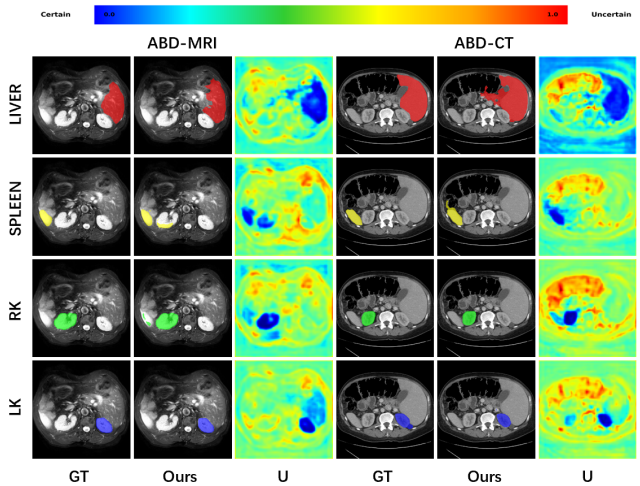 Certain 0.0 1.0 Uncertain
ABD-MRI ABD-CT
LIVER
SPLEEN
RK
LK
GT Ours U GT Ours U